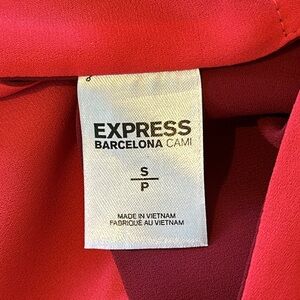 EXPRESS
BARCELONA CAMI
S
P
MADE IN VIETNAM
FABRIQUÉ AU VIETNAM